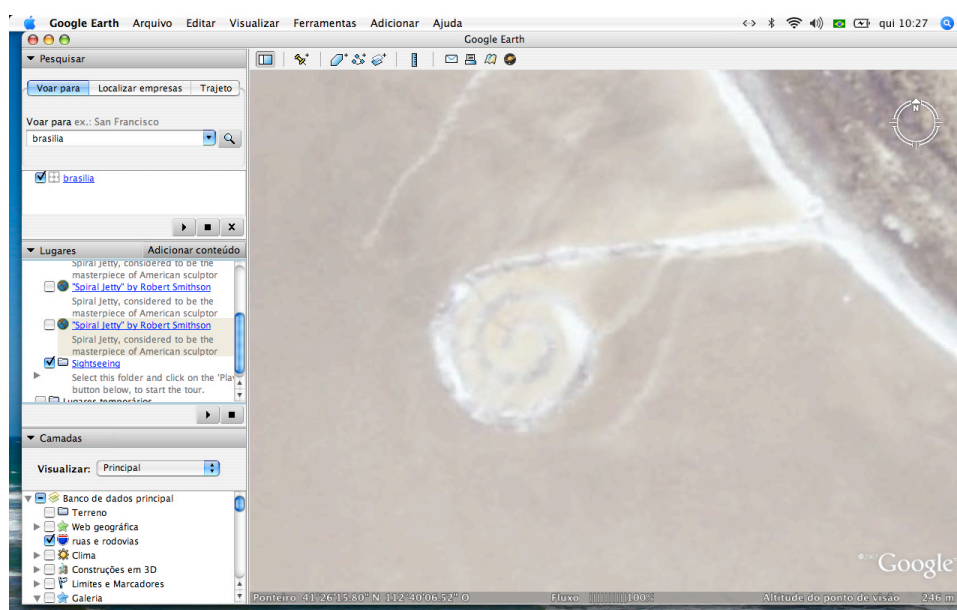 Google Earth Arquivo Editar Visualizar Ferramentas Adicionar Ajuda qui 10:27
Google Earth
Pesquisar
Voar para Localizar empresas Trajeto
Voar para ex.: San Francisco
brasilia
brasilia
Lugares Adicionar conteúdo
Spiral Jetty, considered to be the
masterpiece of American sculptor
"Spiral Jetty" by Robert Smithson
Spiral Jetty, considered to be the
masterpiece of American sculptor
"Spiral Jetty" by Robert Smithson
Spiral Jetty, considered to be the
masterpiece of American sculptor
Sightseeing
Select this folder and click on the 'Play
button below, to start the tour.
Lugares temporários
Camadas
Visualizar: Principal
Banco de dados principal
Terreno
Web geográfica
ruas e rodovias
Clima
Construções em 3D
Limites e Marcadores
Galeria
N
Google
Ponteiro 41°26'15.80" N 112°40'06.52" O Fluxo 100% Altitude do ponto de visão 246 m